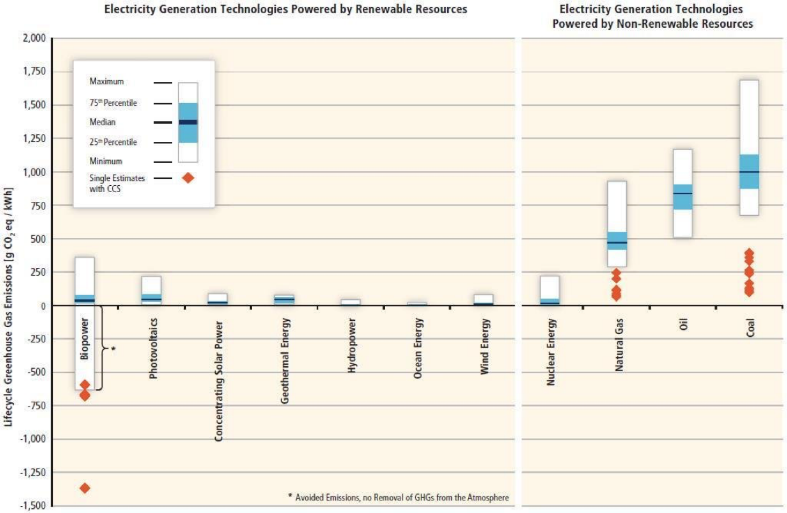 Electricity Generation Technologies Powered by Renewable Resources
Electricity Generation Technologies
Powered by Non-Renewable Resources
Lifecycle Greenhouse Gas Emissions [g CO2 eq / kWh]
2,000
1,750
1,500
1,250
1,000
750
500
250
0
-250
-500
-750
-1,000
-1,250
-1,500
Maximum
75th Percentile
Median
25th Percentile
Minimum
Single Estimates
with CCS
Biopower
*
Photovoltaics
Concentrating Solar Power
Geothermal Energy
Hydropower
Ocean Energy
Wind Energy
Nuclear Energy
Natural Gas
Oil
Coal
* Avoided Emissions, no Removal of GHGs from the Atmosphere